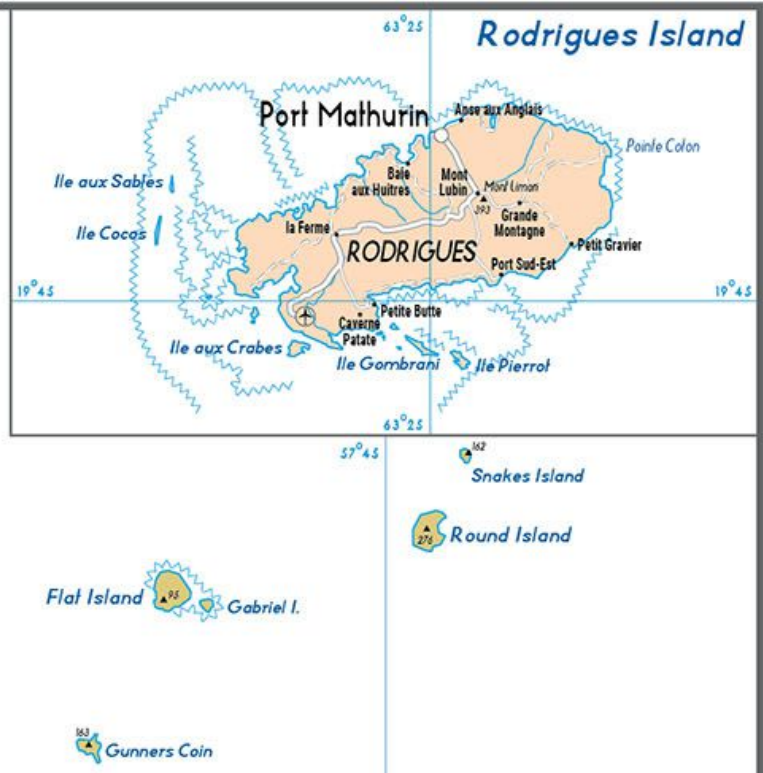 63°25
Rodrigues Island
Port Mathurin
Anse aux Anglais
Pointe Colon
Baie
aux Huitres
Mont
Lubin
Mont Limon
393
Ile aux Sables
Grande
Montagne
la Ferme
Ile Cocos
RODRIGUES
Petit Gravier
Port Sud-Est
19°45
19°45
Petite Butte
Caverne
Patate
Ile aux Crabes
Ile Gombrani
Ile Pierrot
63°25
57°45
162
Snakes Island
276
Round Island
Flat Island
95
Gabriel I.
163
Gunners Coin